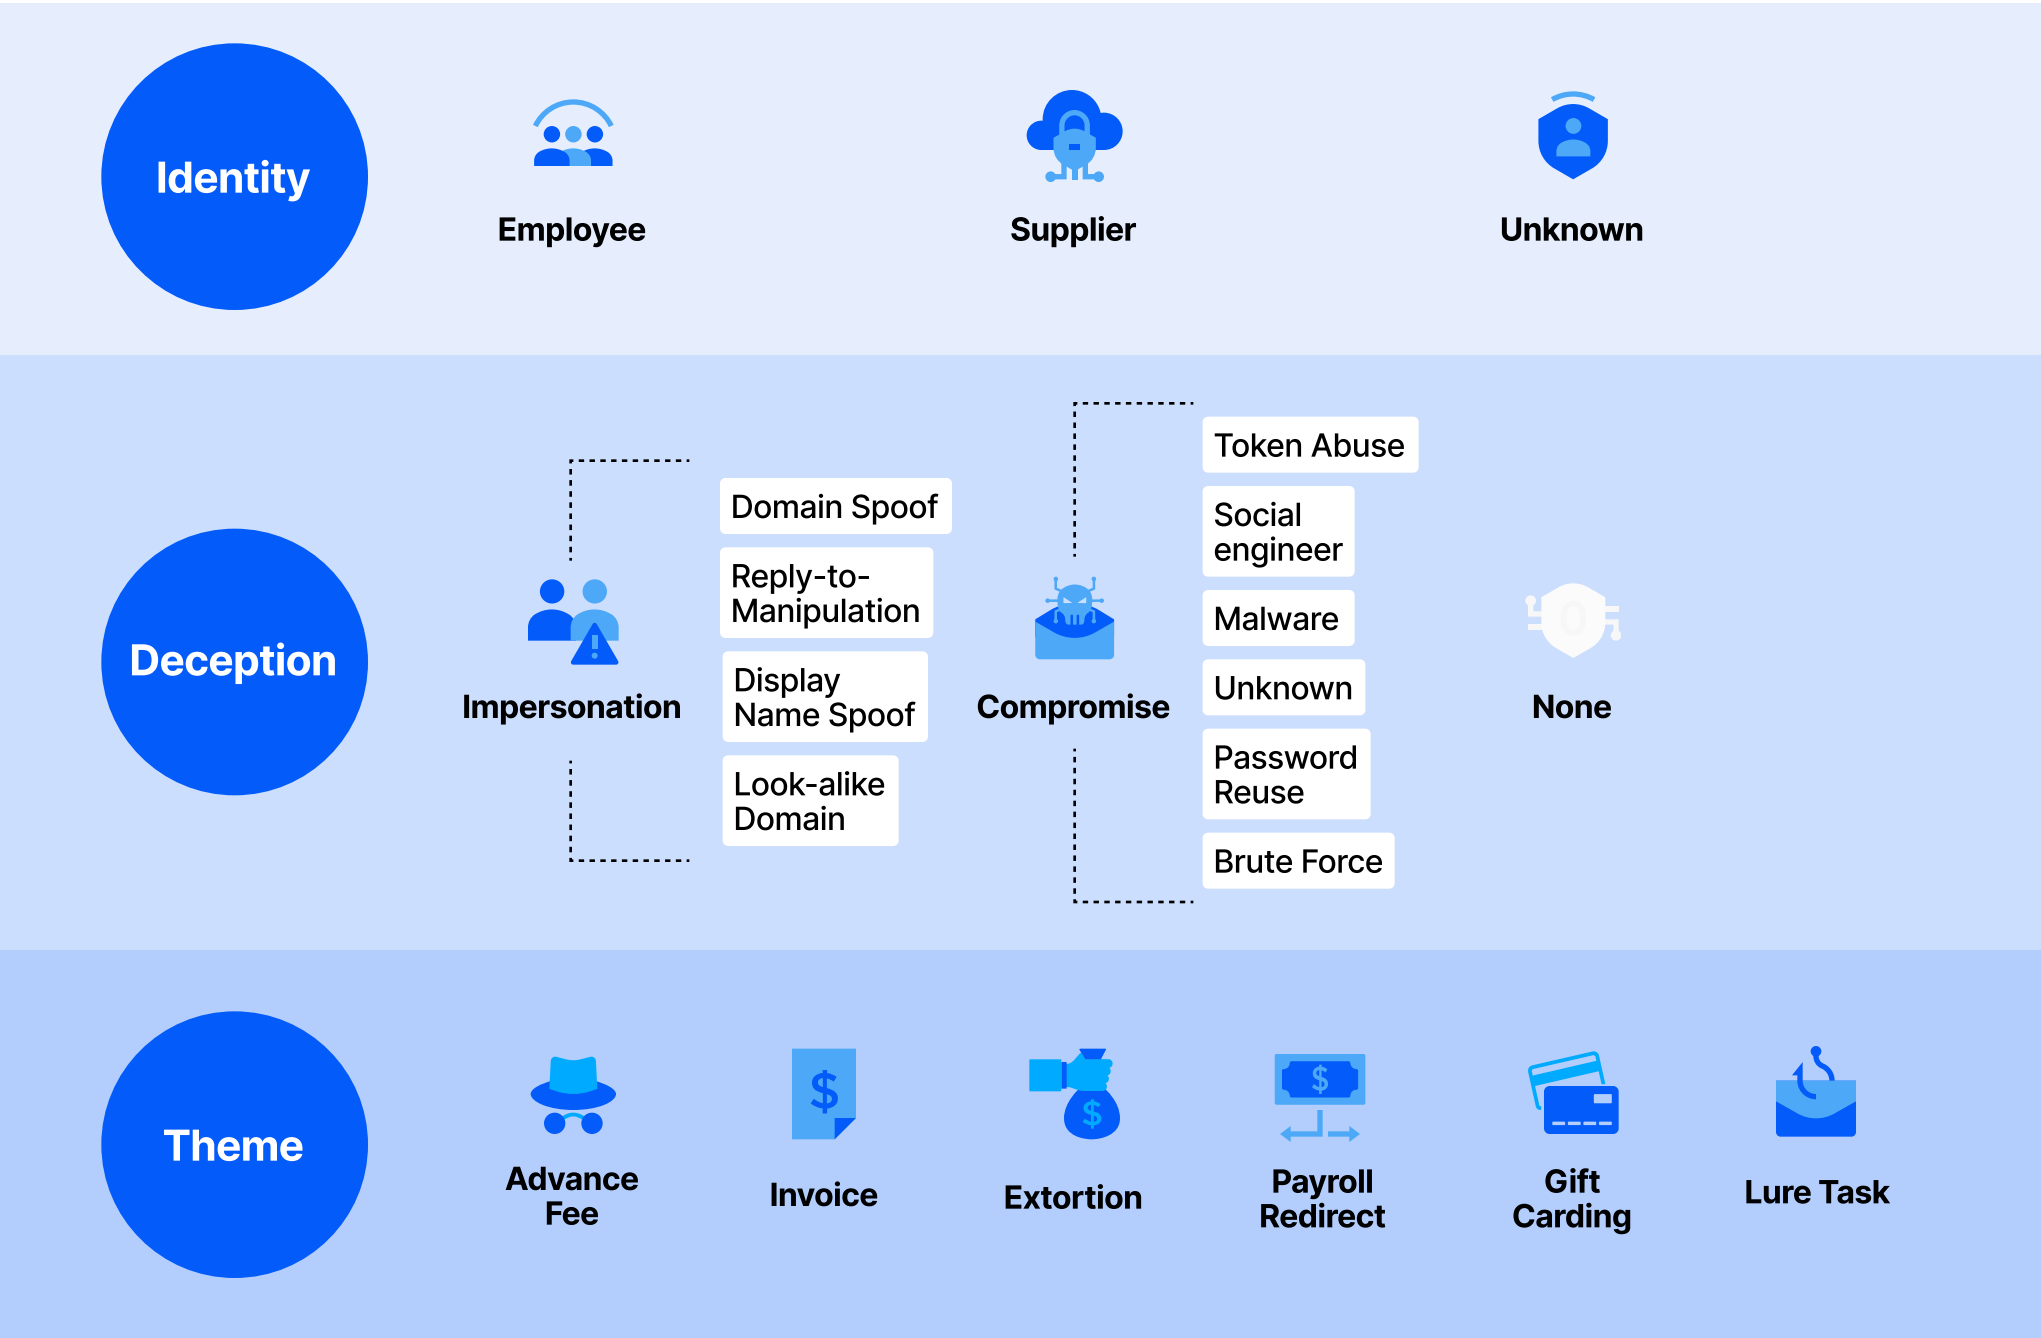 Identity
Employee
Supplier
Unknown
Deception
Impersonation
Domain Spoof
Reply-to-
Manipulation
Display
Name Spoof
Look-alike
Domain
Compromise
Token Abuse
Social
engineer
Malware
Unknown
Password
Reuse
Brute Force
None
Theme
Advance
Fee
Invoice
Extortion
Payroll
Redirect
Gift
Carding
Lure Task